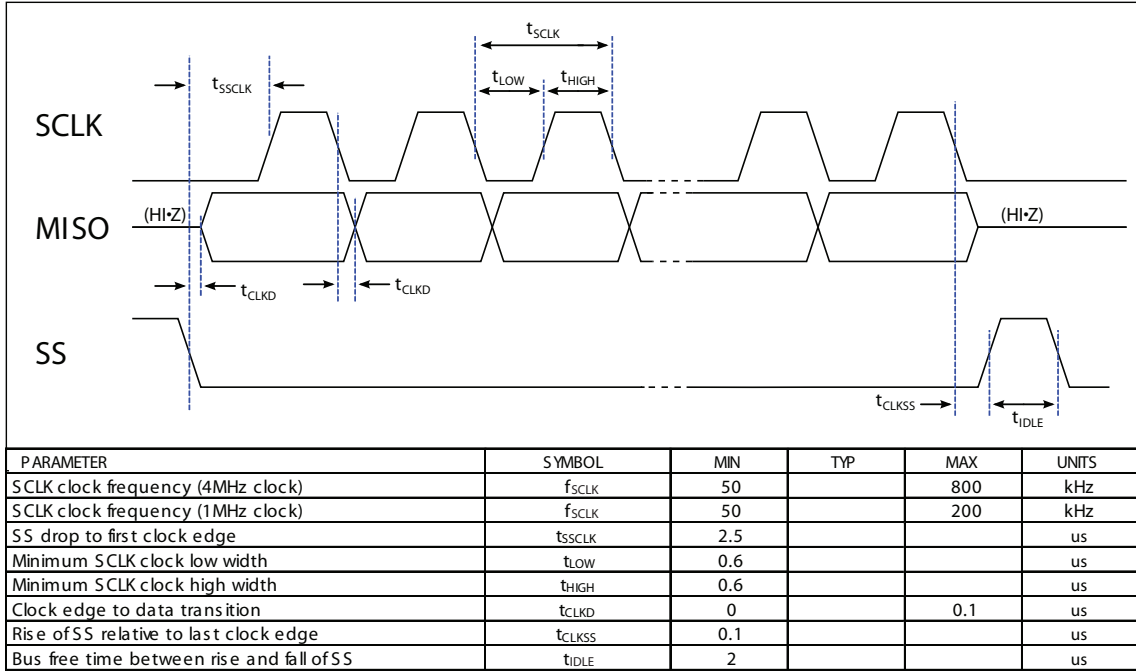 tSCLK
tSSCLK
tLOW
tHIGH
SCLK
(HI•Z)
(HI•Z)
MISO
tCLKD
tCLKD
SS
tCLKSS
tIDLE
PARAMETER SYMBOL MIN TYP MAX UNITS
SCLK clock frequency (4MHz clock) fSCLK 50 800 kHz
SCLK clock frequency (1MHz clock) fSCLK 50 200 kHz
SS drop to first clock edge tSSCLK 2.5 us
Minimum SCLK clock low width tLOW 0.6 us
Minimum SCLK clock high width tHIGH 0.6 us
Clock edge to data transition tCLKD 0 0.1 us
Rise of SS relative to last clock edge tCLKSS 0.1 us
Bus free time between rise and fall of SS tIDLE 2 us